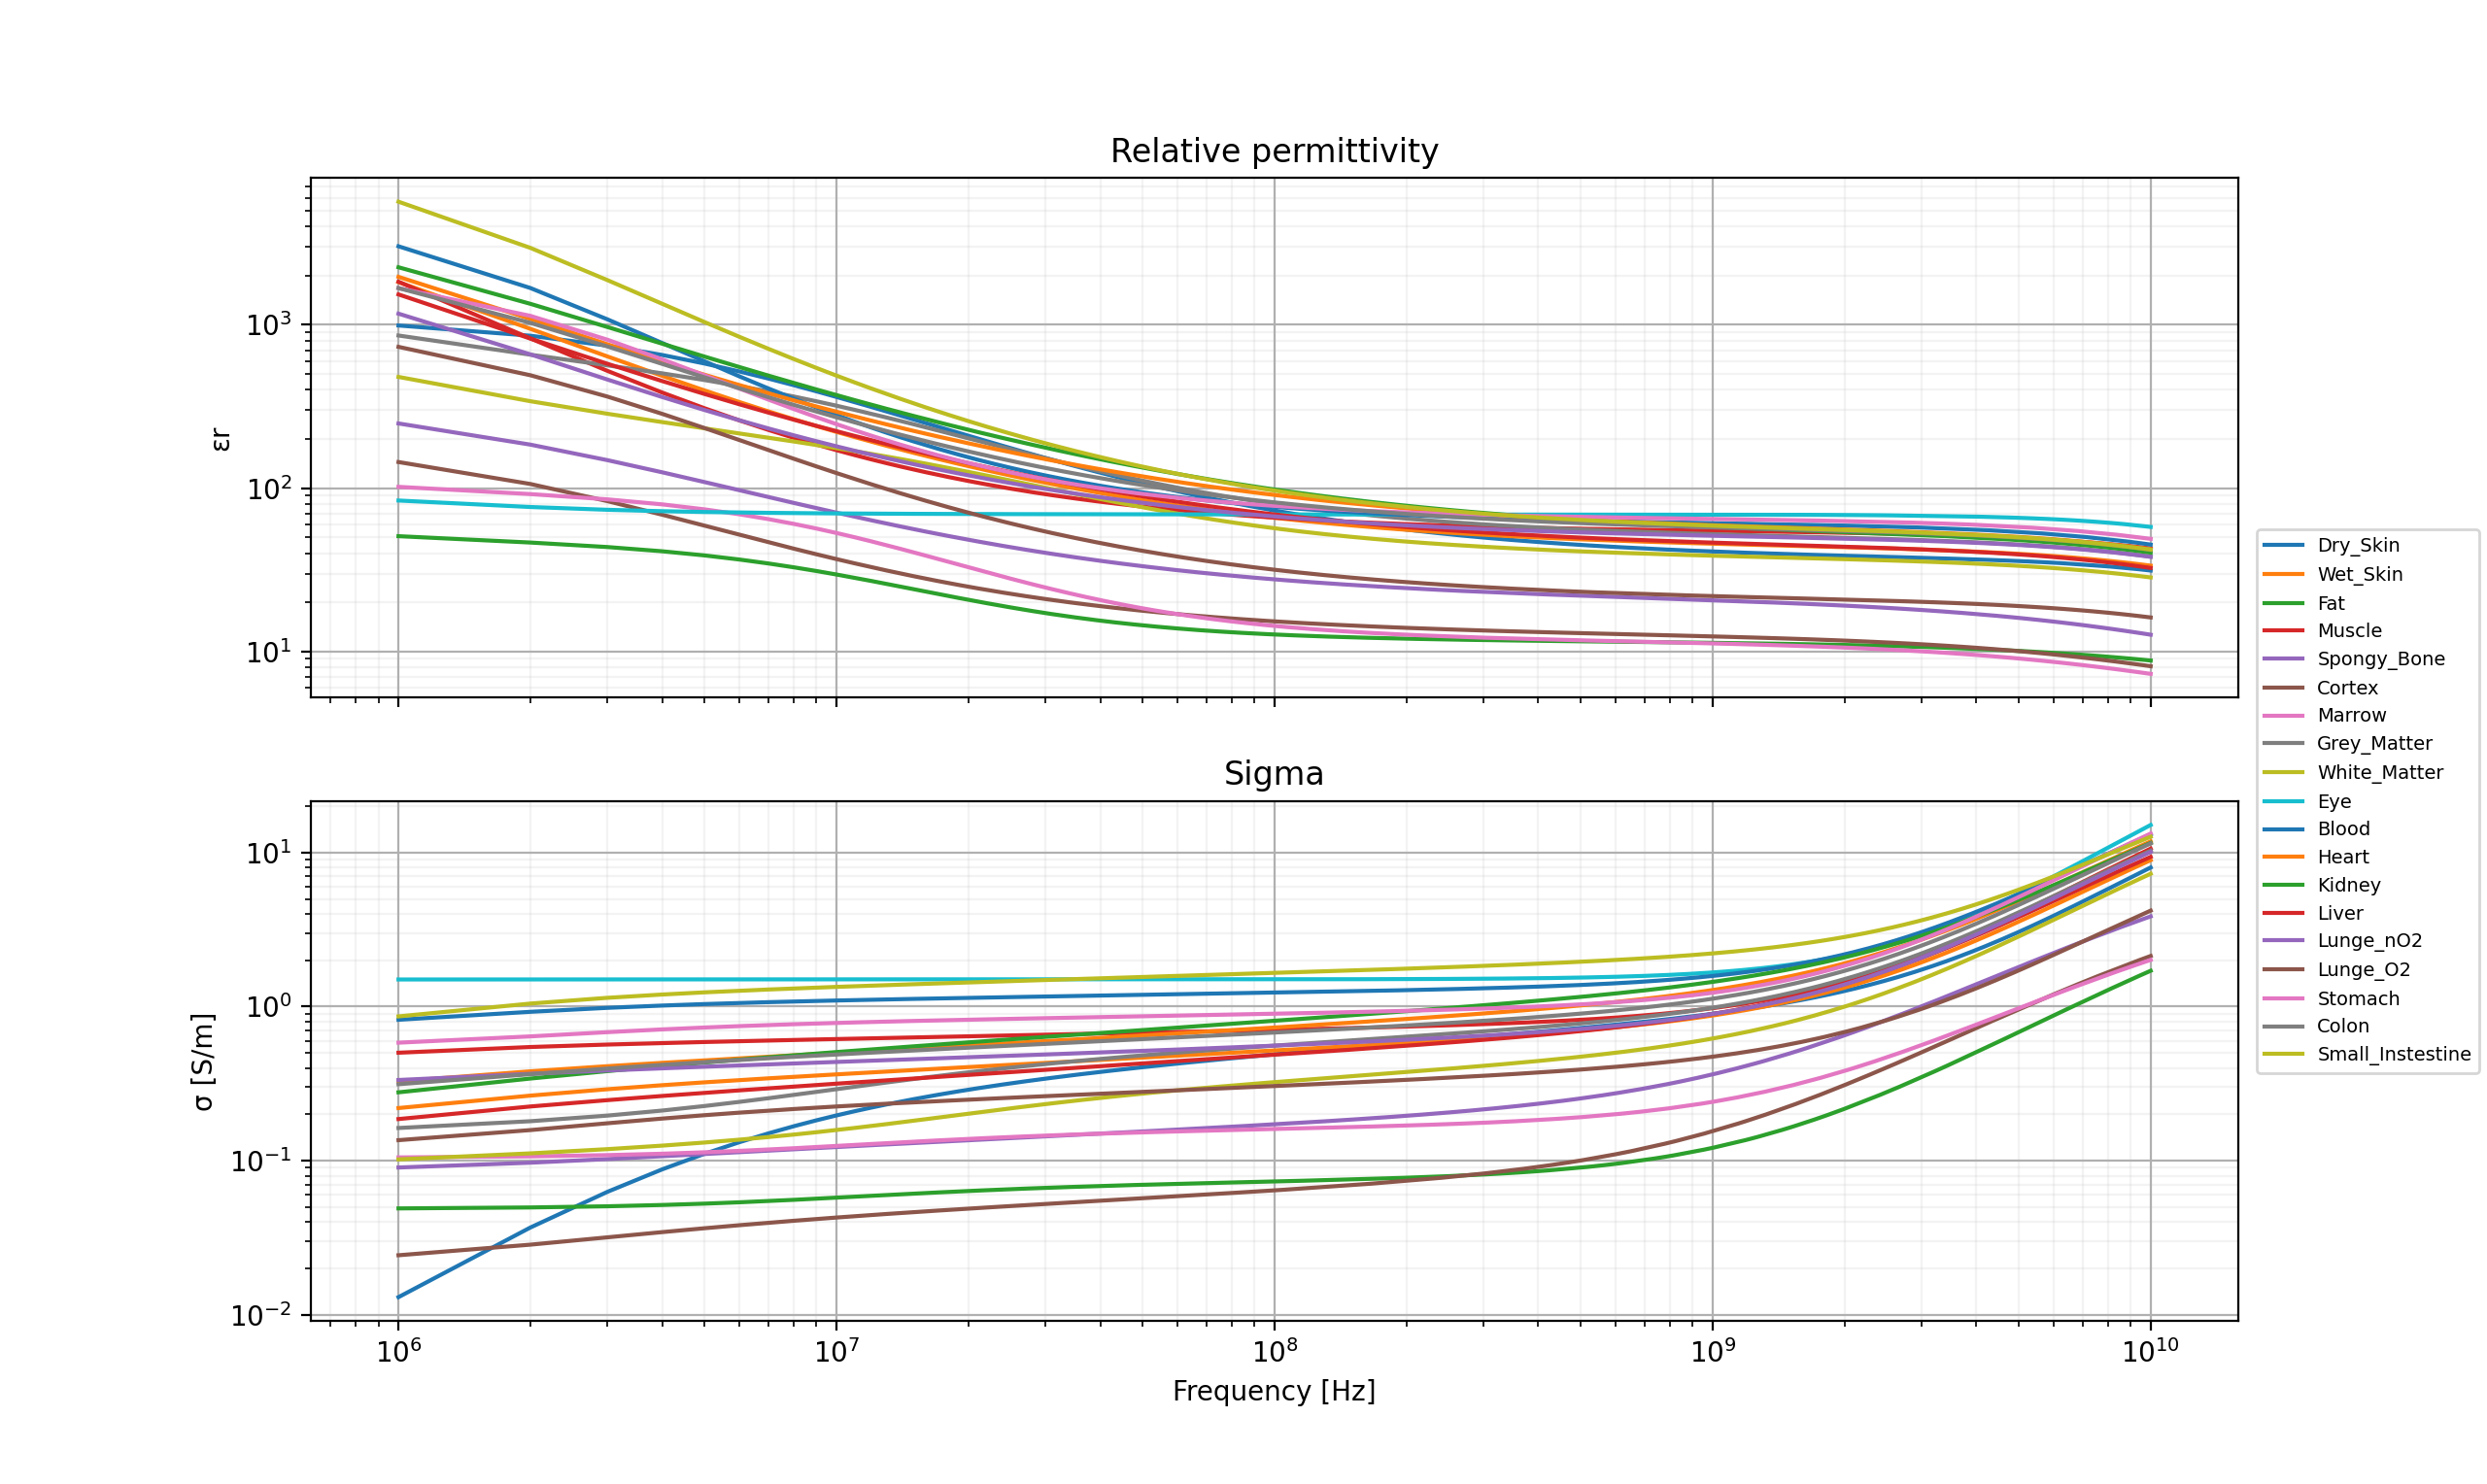 Relative permittivity
10³
10²
10¹
εr
Sigma
10¹
10⁰
10⁻¹
10⁻²
σ [S/m]
10⁶ 10⁷ 10⁸ 10⁹ 10¹⁰
Frequency [Hz]
Dry_Skin
Wet_Skin
Fat
Muscle
Spongy_Bone
Cortex
Marrow
Grey_Matter
White_Matter
Eye
Blood
Heart
Kidney
Liver
Lunge_nO2
Lunge_O2
Stomach
Colon
Small_Instestine